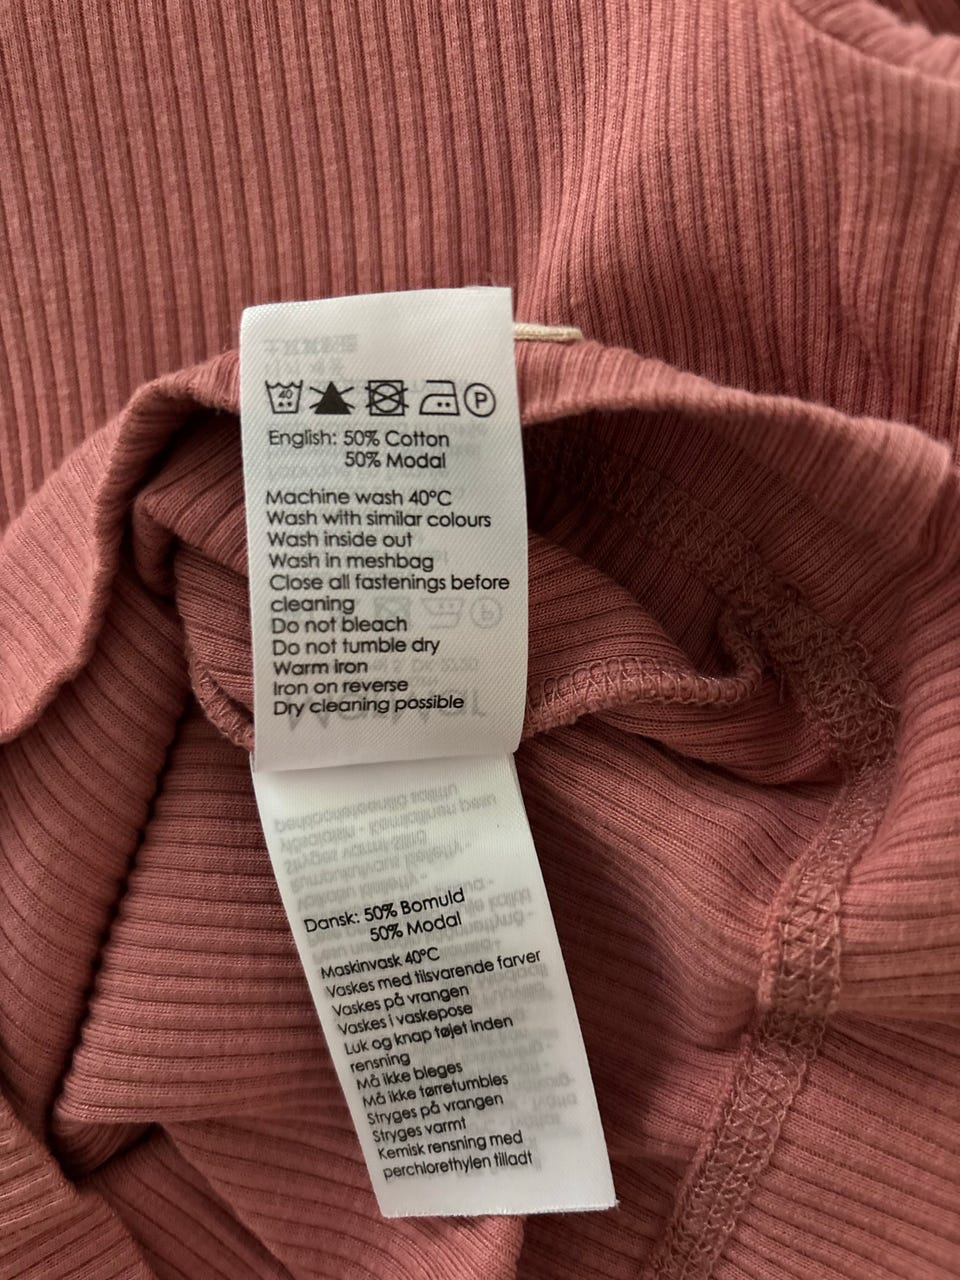 40
P
English: 50% Cotton
50% Modal
Machine wash 40°C
Wash with similar colours
Wash inside out
Wash in meshbag
Close all fastenings before
cleaning
Do not bleach
Do not tumble dry
Warm iron
Iron on reverse
Dry cleaning possible
Dansk: 50% Bomuld
50% Modal
Maskinvask 40°C
Vaskes med tilsvarende farver
Vaskes på vrangen
Vaskes i vaskepose
Luk og knap tøjet inden
rensning
Må ikke bleges
Må ikke tørretumbles
Stryges på vrangen
Stryges varmt
Kemisk rensning med
perchlorethylen tilladt